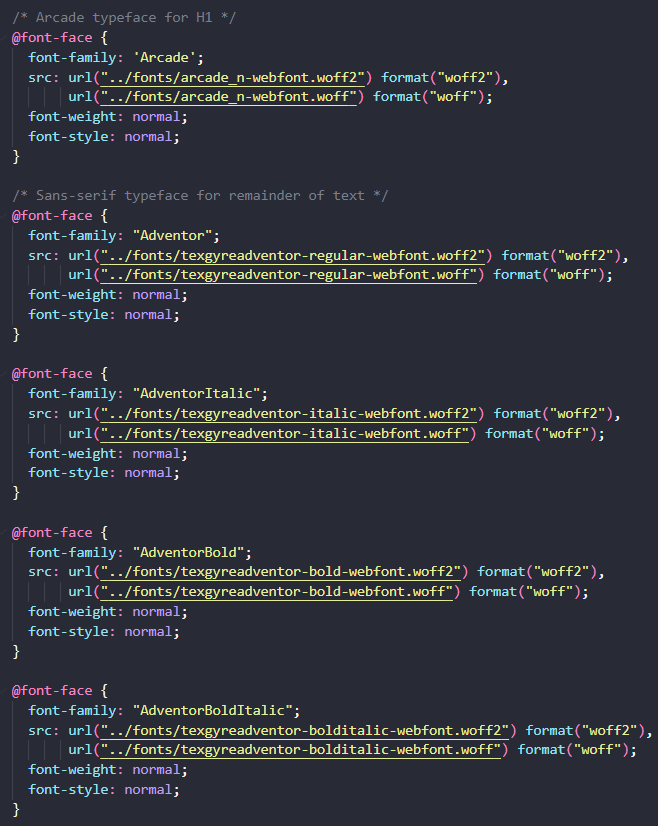 /* Arcade typeface for H1 */
@font-face {
  font-family: 'Arcade';
  src: url("../fonts/arcade_n-webfont.woff2") format("woff2"),
       url("../fonts/arcade_n-webfont.woff") format("woff");
  font-weight: normal;
  font-style: normal;
}

/* Sans-serif typeface for remainder of text */
@font-face {
  font-family: "Adventor";
  src: url("../fonts/texgyreadventor-regular-webfont.woff2") format("woff2"),
       url("../fonts/texgyreadventor-regular-webfont.woff") format("woff");
  font-weight: normal;
  font-style: normal;
}

@font-face {
  font-family: "AdventorItalic";
  src: url("../fonts/texgyreadventor-italic-webfont.woff2") format("woff2"),
       url("../fonts/texgyreadventor-italic-webfont.woff") format("woff");
  font-weight: normal;
  font-style: normal;
}

@font-face {
  font-family: "AdventorBold";
  src: url("../fonts/texgyreadventor-bold-webfont.woff2") format("woff2"),
       url("../fonts/texgyreadventor-bold-webfont.woff") format("woff");
  font-weight: normal;
  font-style: normal;
}

@font-face {
  font-family: "AdventorBoldItalic";
  src: url("../fonts/texgyreadventor-bolditalic-webfont.woff2") format("woff2"),
       url("../fonts/texgyreadventor-bolditalic-webfont.woff") format("woff");
  font-weight: normal;
  font-style: normal;
}